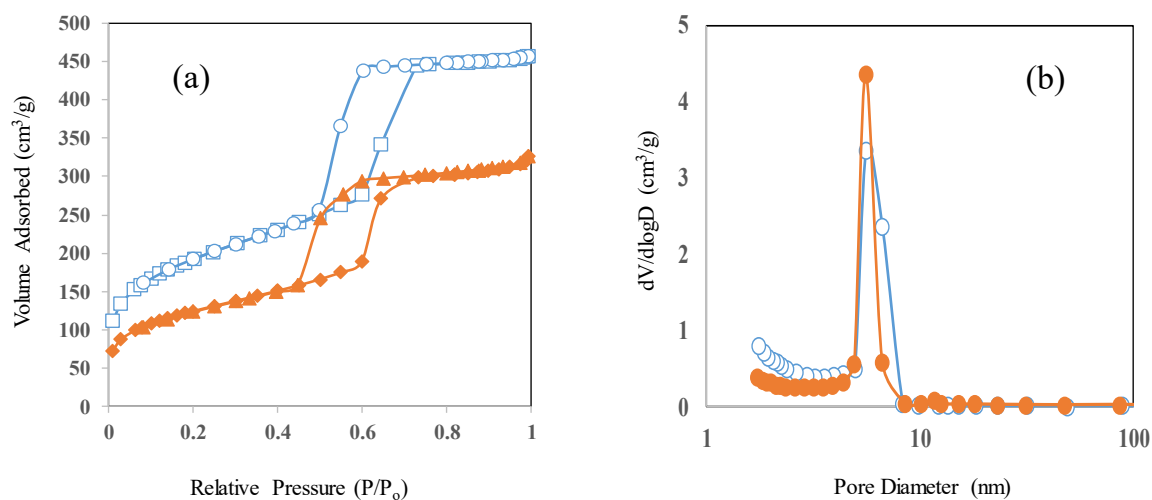 500
450
400
350
300
250
200
150
100
50
0
Volume Adsorbed (cm³/g)
(a)
0 0.2 0.4 0.6 0.8 1
Relative Pressure (P/Pₒ)
5
4
3
2
1
0
dV/dlogD (cm³/g)
(b)
1 10 100
Pore Diameter (nm)